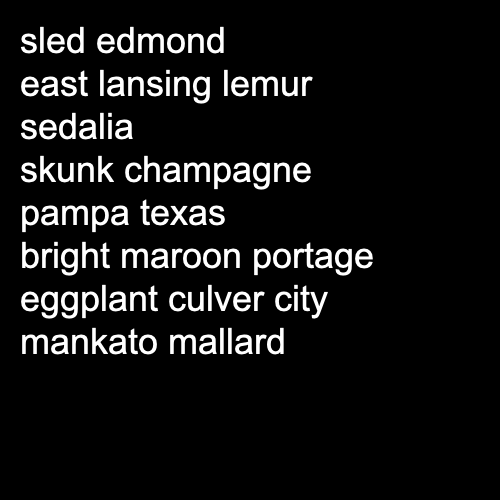 sled edmond
east lansing lemur
sedalia
skunk champagne
pampa texas
bright maroon portage
eggplant culver city
mankato mallard